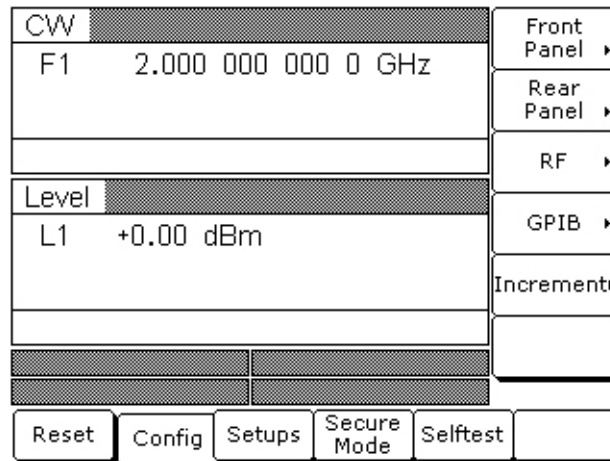 CW
F1 2.000 000 000 0 GHz
Level
L1 +0.00 dBm
Front
Panel
Rear
Panel
RF
GPIB
Increment
Reset
Config
Setups
Secure
Mode
Selftest